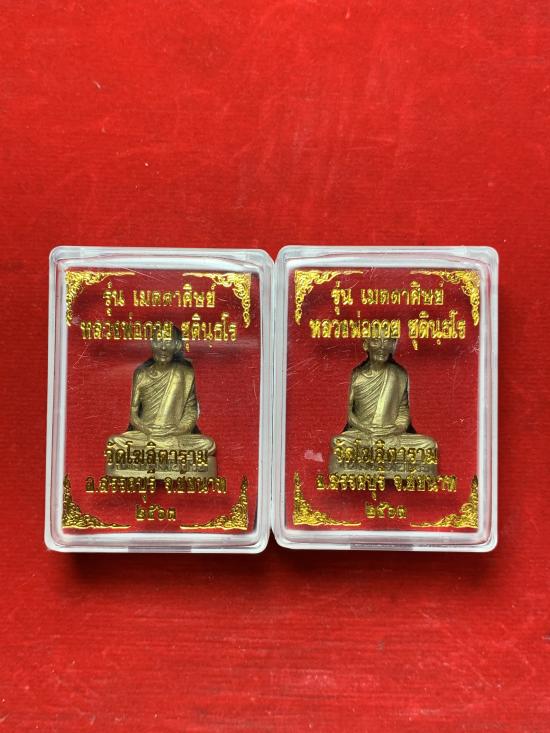 รุ่น เมตตาศิษย์
หลวงพ่อกวย ชุตินฺธโร
วัดโฆสิตาราม
อ.สรรคบุรี จ.ชัยนาท
๒๕๖๓
รุ่น เมตตาศิษย์
หลวงพ่อกวย ชุตินฺธโร
วัดโฆสิตาราม
อ.สรรคบุรี จ.ชัยนาท
๒๕๖๓